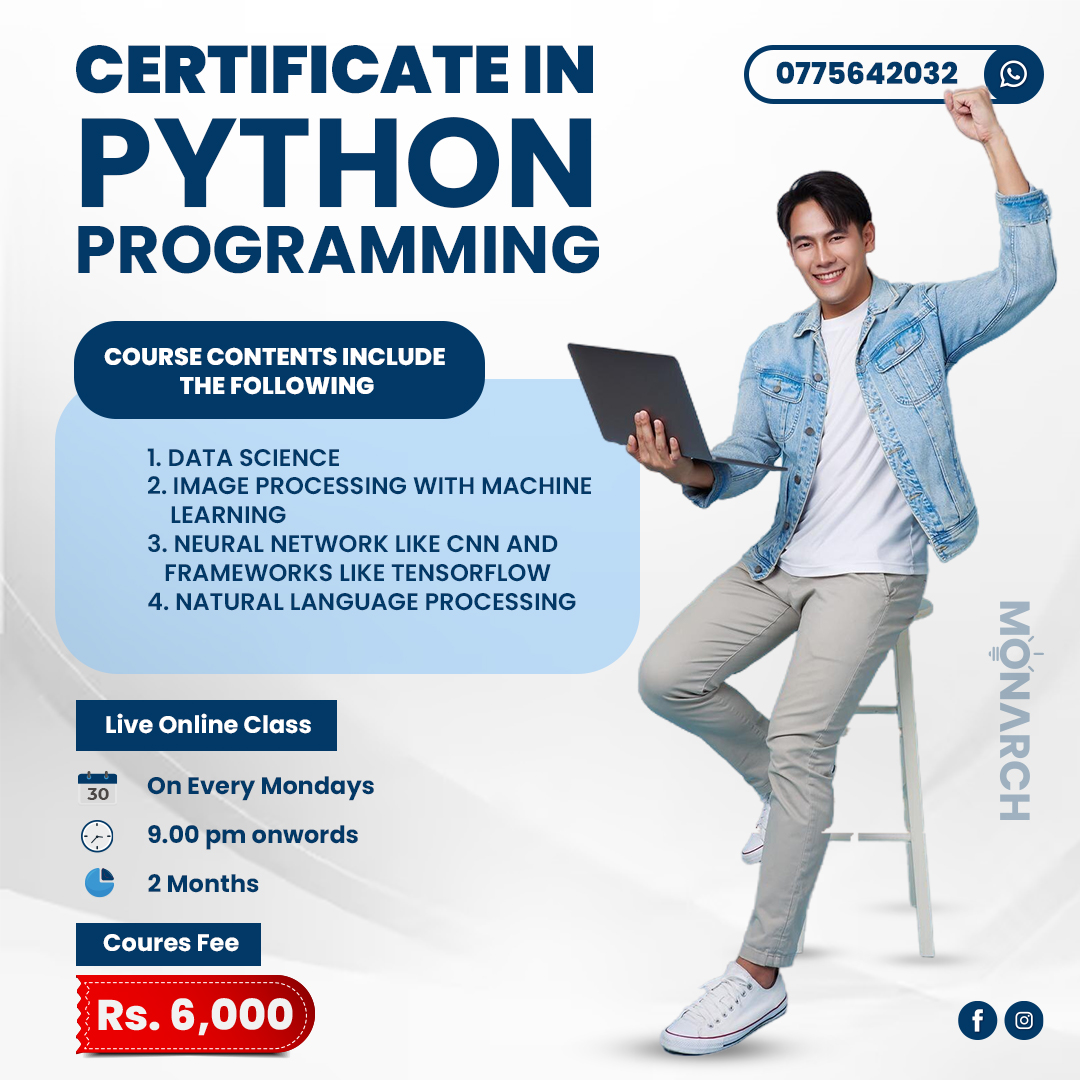 CERTIFICATE IN
PYTHON
PROGRAMMING
0775642032
COURSE CONTENTS INCLUDE
THE FOLLOWING
1. DATA SCIENCE
2. IMAGE PROCESSING WITH MACHINE
LEARNING
3. NEURAL NETWORK LIKE CNN AND
FRAMEWORKS LIKE TENSORFLOW
4. NATURAL LANGUAGE PROCESSING
MONARCH
Live Online Class
30
On Every Mondays
9.00 pm onwords
2 Months
Coures Fee
Rs. 6,000